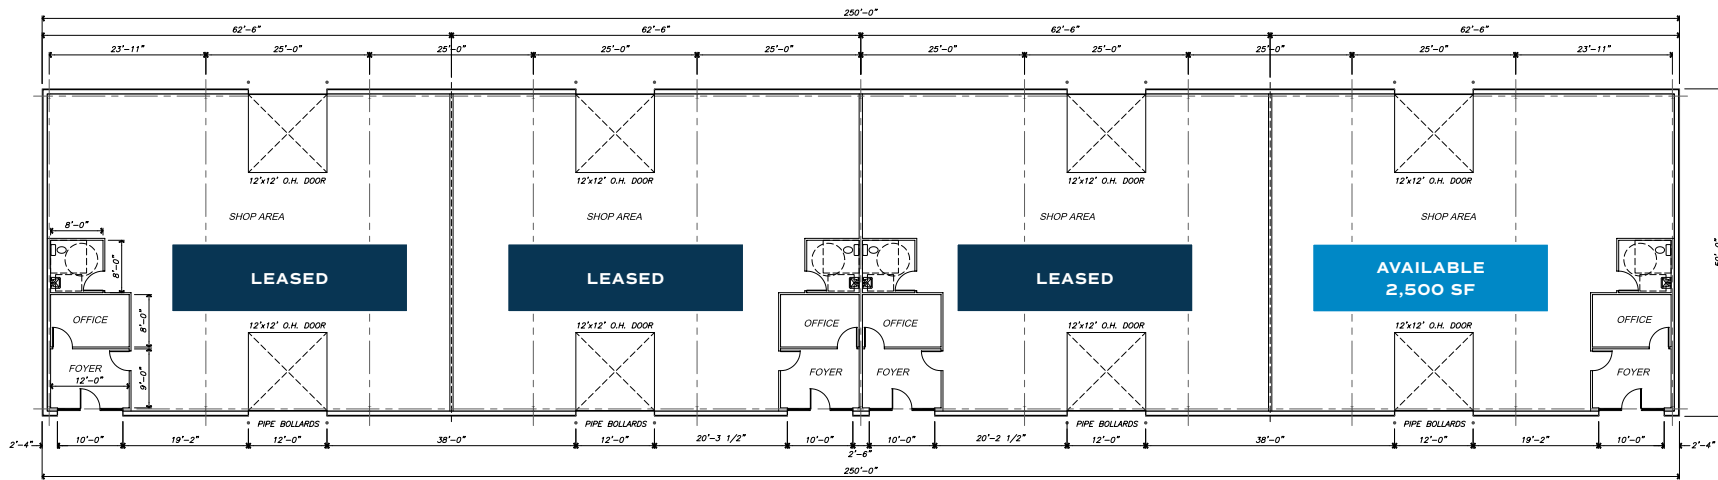 250'-0"
62'-6" 62'-6" 62'-6" 62'-6"
23'-11" 25'-0" 25'-0" 25'-0" 25'-0" 25'-0" 25'-0" 25'-0" 25'-0" 23'-11"
12'x12' O.H. DOOR 12'x12' O.H. DOOR 12'x12' O.H. DOOR 12'x12' O.H. DOOR
SHOP AREA SHOP AREA SHOP AREA SHOP AREA
8'-0"
8'-0"
LEASED LEASED LEASED AVAILABLE
2,500 SF
OFFICE OFFICE OFFICE OFFICE
8'-0"
12'x12' O.H. DOOR 12'x12' O.H. DOOR 12'x12' O.H. DOOR 12'x12' O.H. DOOR
FOYER FOYER FOYER FOYER
12'-0"
9'-0"
PIPE BOLLARDS PIPE BOLLARDS PIPE BOLLARDS PIPE BOLLARDS
2'-4" 10'-0" 19'-2" 12'-0" 38'-0" 12'-0" 20'-3 1/2" 10'-0" 10'-0" 20'-2 1/2" 12'-0" 38'-0" 12'-0" 19'-2" 10'-0" 2'-4"
2'-6"
250'-0"